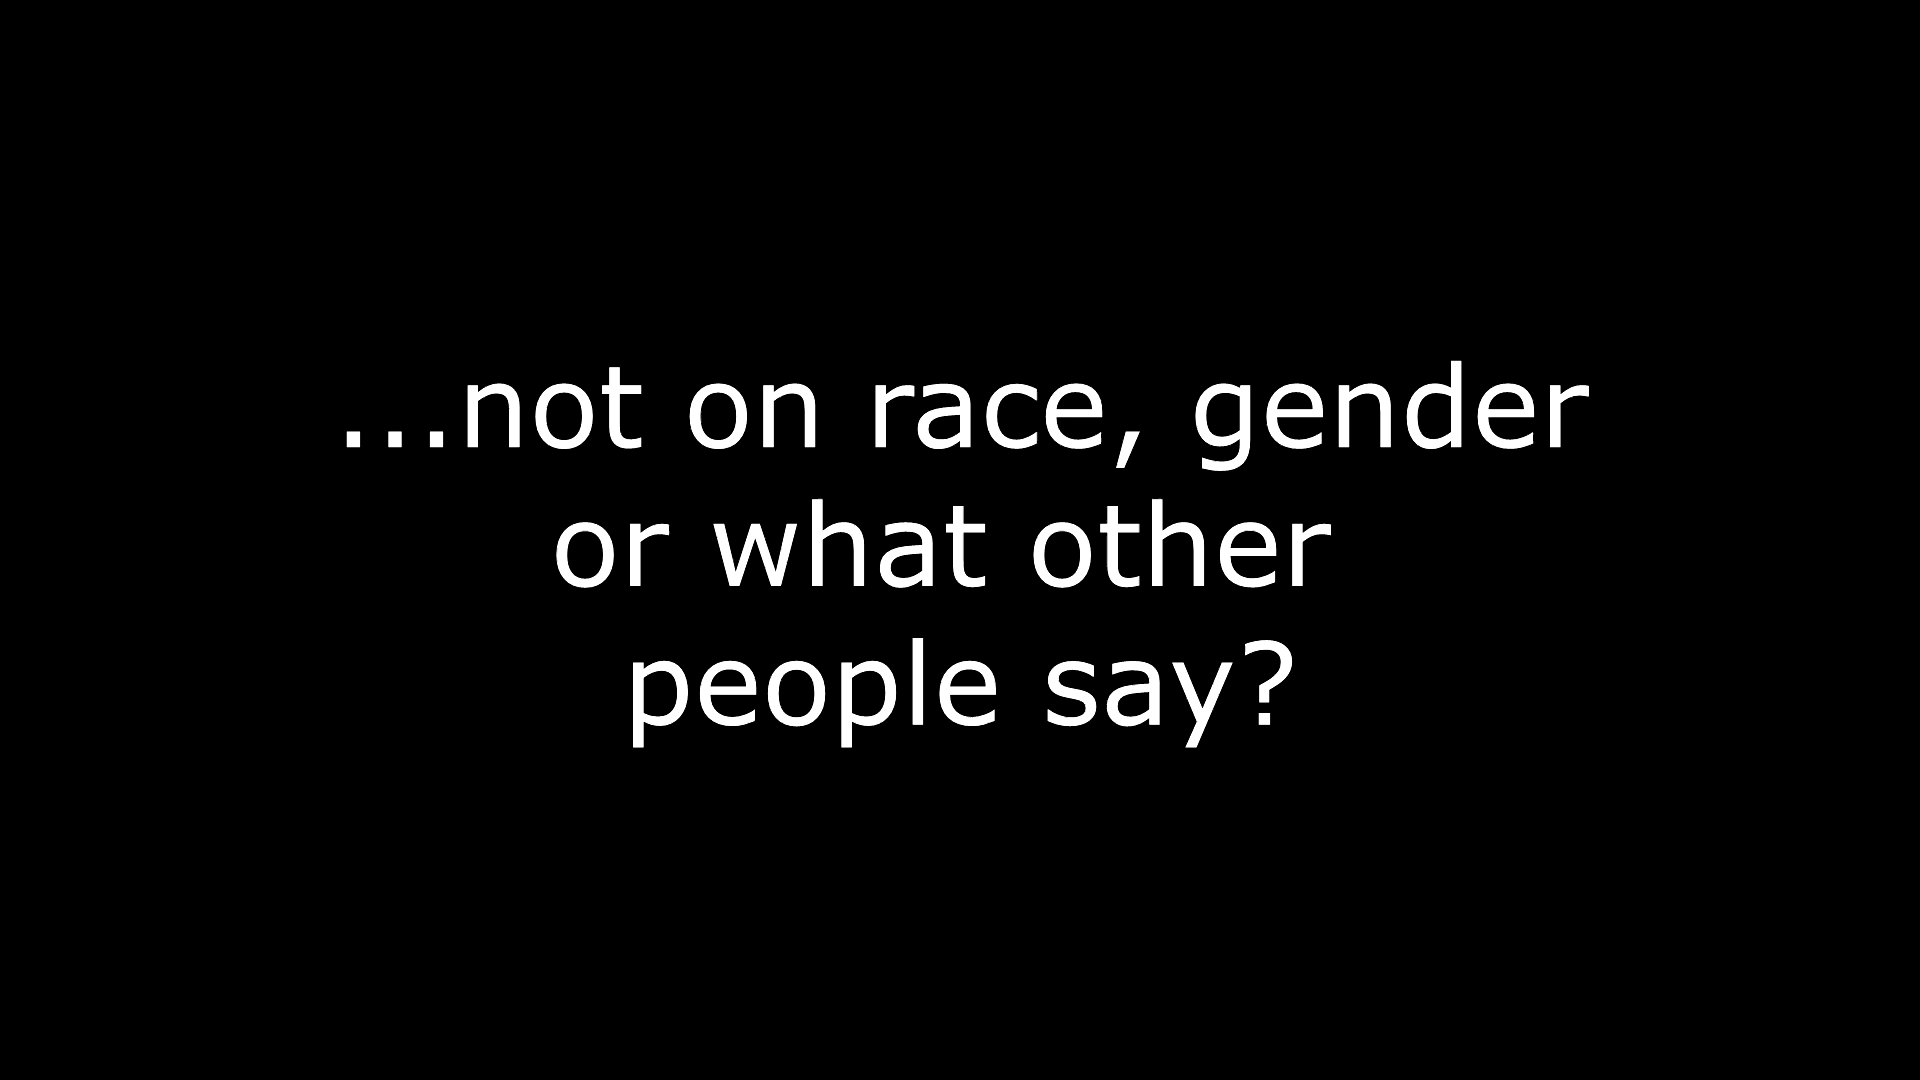 ...not on race, gender
or what other
people say?